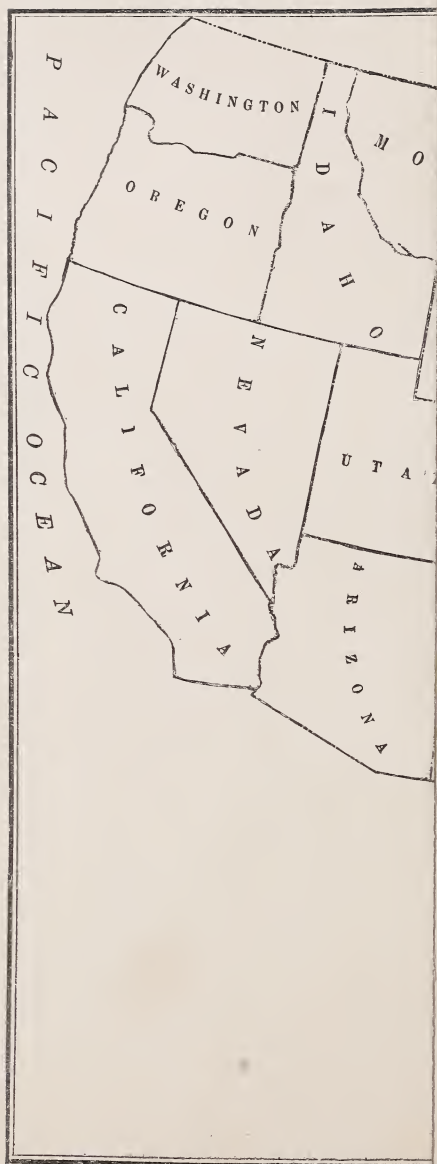 PACIFIC OCEAN
WASHINGTON
IDAHO
MO
OREGON
CALIFORNIA
NEVADA
UTA
ARIZONA